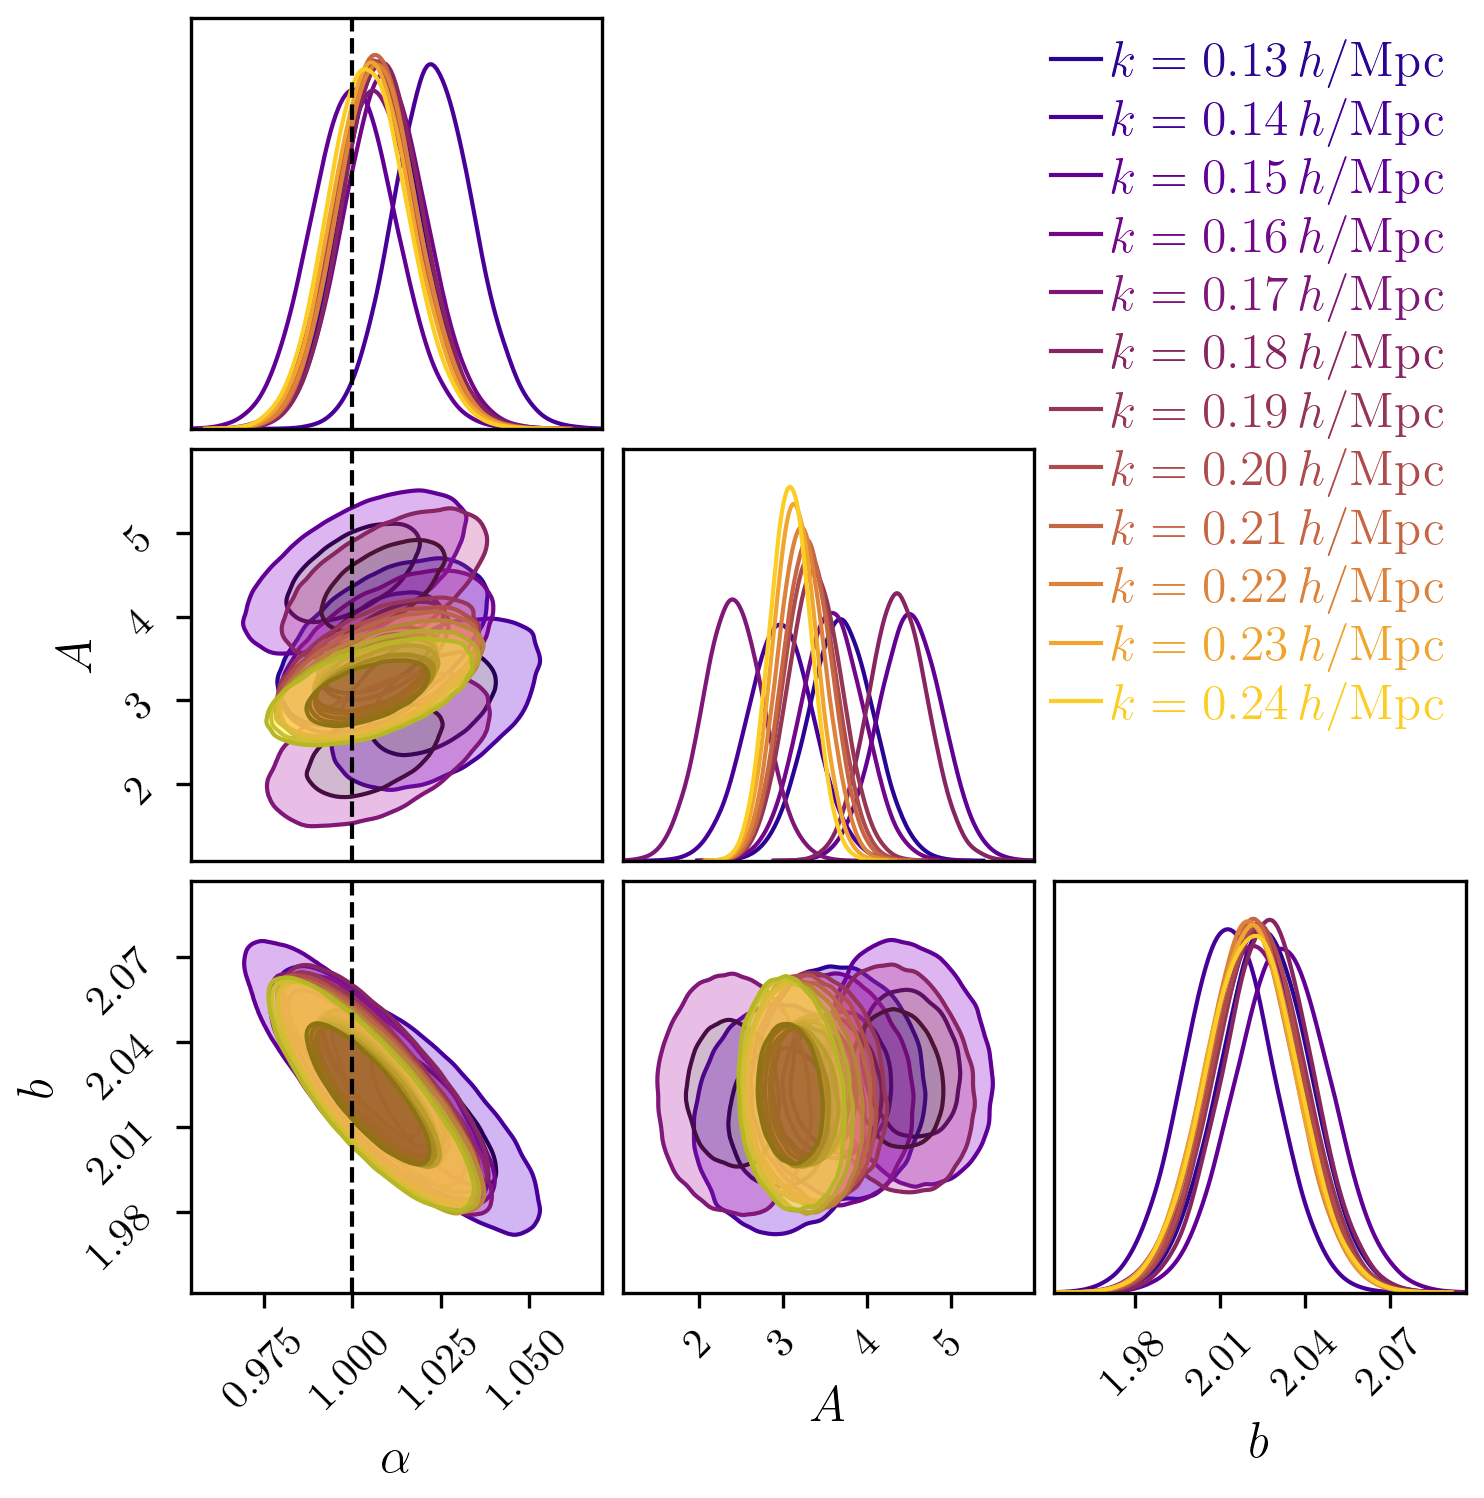 k = 0.13 h/Mpc
k = 0.14 h/Mpc
k = 0.15 h/Mpc
k = 0.16 h/Mpc
k = 0.17 h/Mpc
k = 0.18 h/Mpc
k = 0.19 h/Mpc
k = 0.20 h/Mpc
k = 0.21 h/Mpc
k = 0.22 h/Mpc
k = 0.23 h/Mpc
k = 0.24 h/Mpc
A
5
4
3
2
b
2.07
2.04
2.01
1.98
0.975 1.000 1.025 1.050
α
2 3 4 5
A
1.98 2.01 2.04 2.07
b